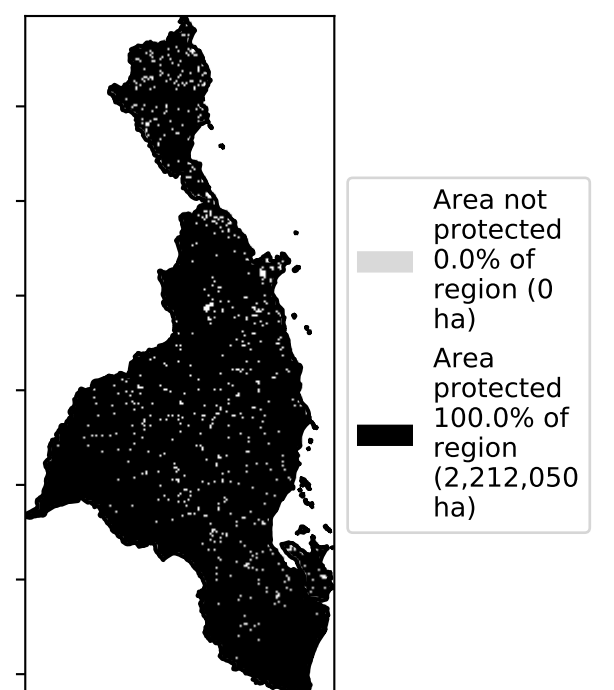 Area not
protected
0.0% of
region (0
ha)
Area
protected
100.0% of
region
(2,212,050
ha)